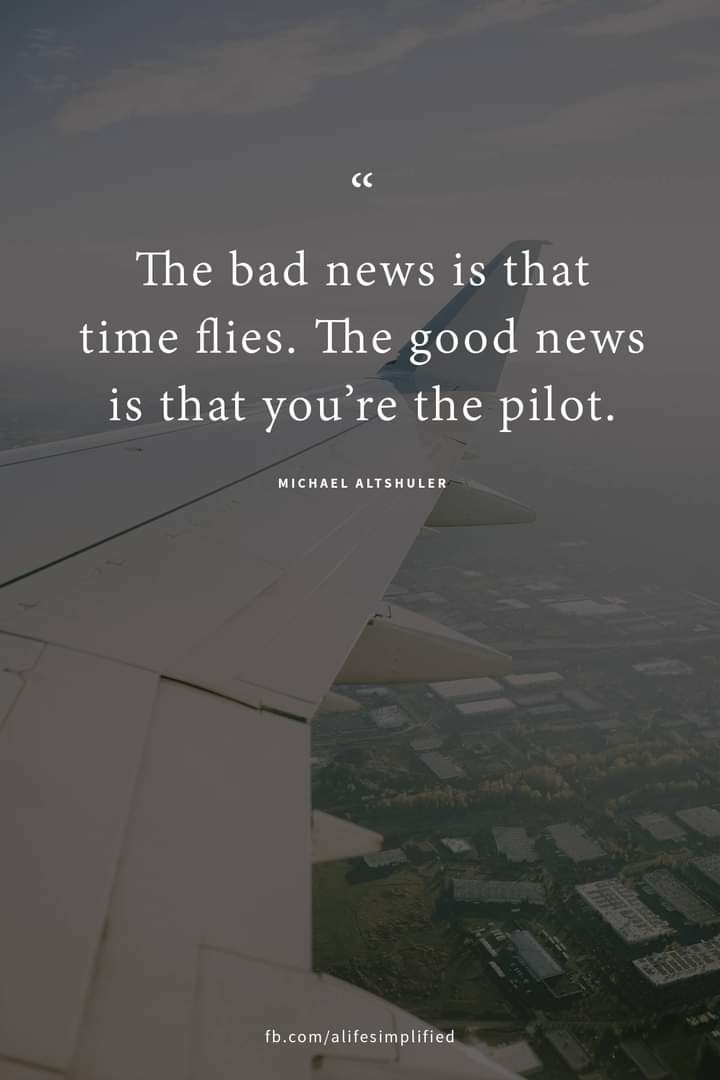 “
The bad news is that
time flies. The good news
is that you’re the pilot.
MICHAEL ALTSHULER
fb.com/alifesimplified